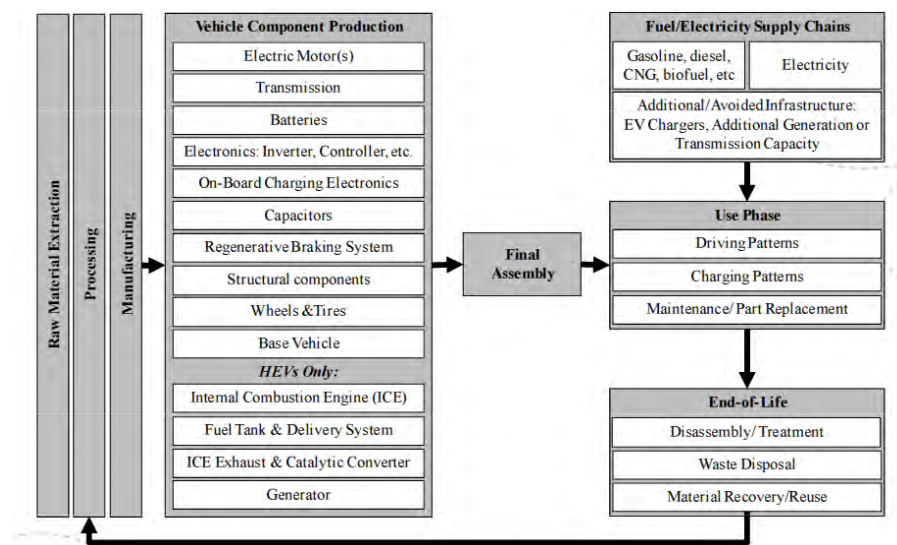 Raw Material Extraction
Processing
Manufacturing
Vehicle Component Production
Electric Motor(s)
Transmission
Batteries
Electronics: Inverter, Controller, etc.
On-Board Charging Electronics
Capacitors
Regenerative Braking System
Structural components
Wheels &Tires
Base Vehicle
HEVs Only:
Internal Combustion Engine (ICE)
Fuel Tank & Delivery System
ICE Exhaust & Catalytic Converter
Generator
Final
Assembly
Fuel/Electricity Supply Chains
Gasoline, diesel,
CNG, biofuel, etc
Electricity
Additional/Avoided Infrastructure:
EV Chargers, Additional Generation or
Transmission Capacity
Use Phase
Driving Patterns
Charging Patterns
Maintenance/ Part Replacement
End-of-Life
Disassembly/ Treatment
Waste Disposal
Material Recovery/Reuse